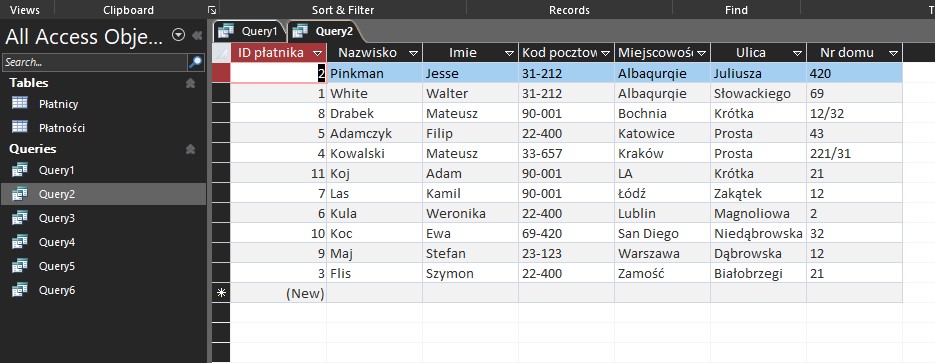 Views Clipboard Sort & Filter Records Find T
All Access Obje...
Search...
Tables
Płatnicy
Płatności
Queries
Query1
Query2
Query3
Query4
Query5
Query6
Query1 Query2
ID płatnika Nazwisko Imie Kod pocztow Miejscowość Ulica Nr domu
2 Pinkman Jesse 31-212 Albaqurqie Juliusza 420
1 White Walter 31-212 Albaqurqie Słowackiego 69
8 Drabek Mateusz 90-001 Bochnia Krótka 12/32
5 Adamczyk Filip 22-400 Katowice Prosta 43
4 Kowalski Mateusz 33-657 Kraków Prosta 221/31
11 Koj Adam 90-001 LA Krótka 21
7 Las Kamil 90-001 Łódź Zakątek 12
6 Kula Weronika 22-400 Lublin Magnoliowa 2
10 Koc Ewa 69-420 San Diego Niedąbrowska 32
9 Maj Stefan 23-123 Warszawa Dąbrowska 12
3 Flis Szymon 22-400 Zamość Białobrzegi 21
(New)